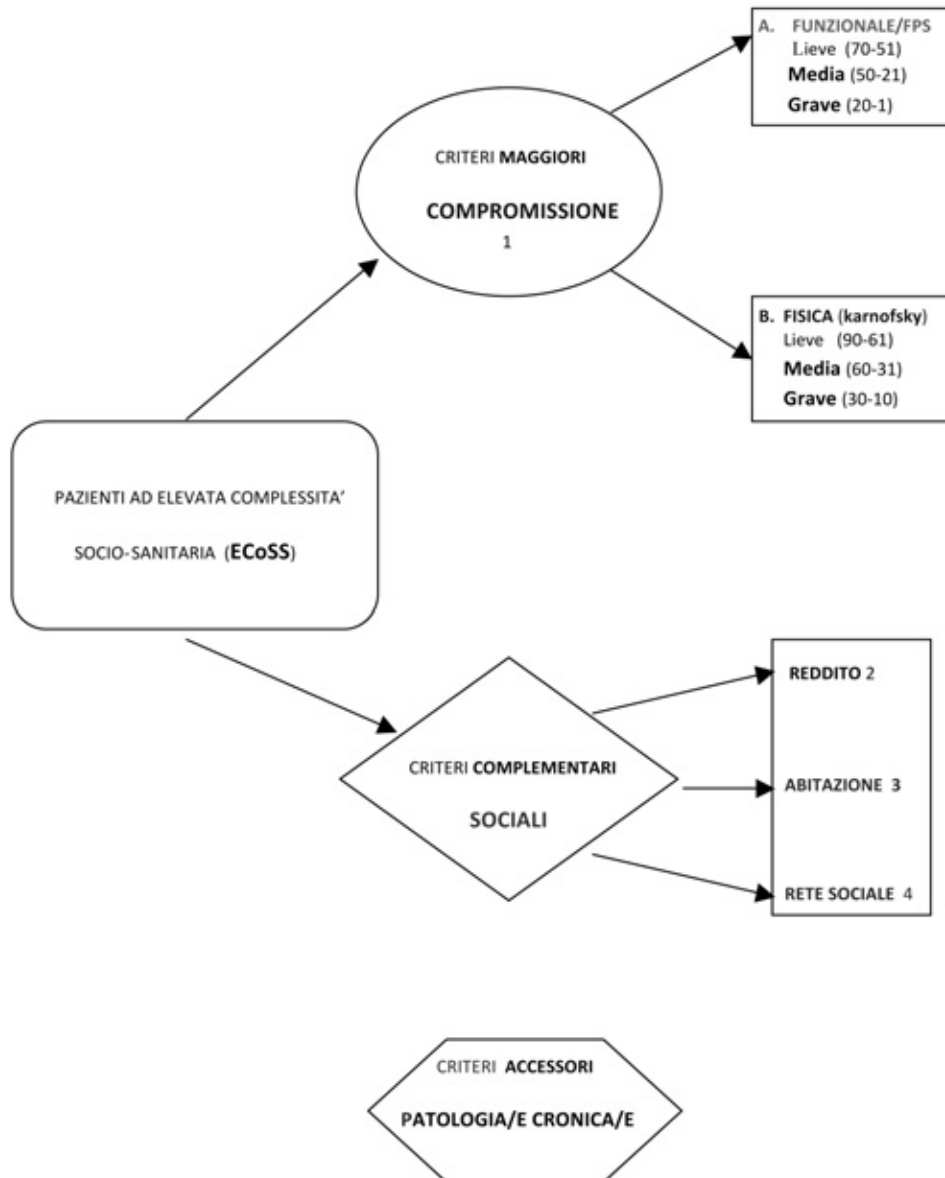 A. FUNZIONALE/FPS
Lieve (70-51)
Media (50-21)
Grave (20-1)
CRITERI MAGGIORI
COMPROMISSIONE
1
B. FISICA (karnofsky)
Lieve (90-61)
Media (60-31)
Grave (30-10)
PAZIENTI AD ELEVATA COMPLESSITA'
SOCIO-SANITARIA (ECoSS)
CRITERI COMPLEMENTARI
SOCIALI
REDDITO 2
ABITAZIONE 3
RETE SOCIALE 4
CRITERI ACCESSORI
PATOLOGIA/E CRONICA/E